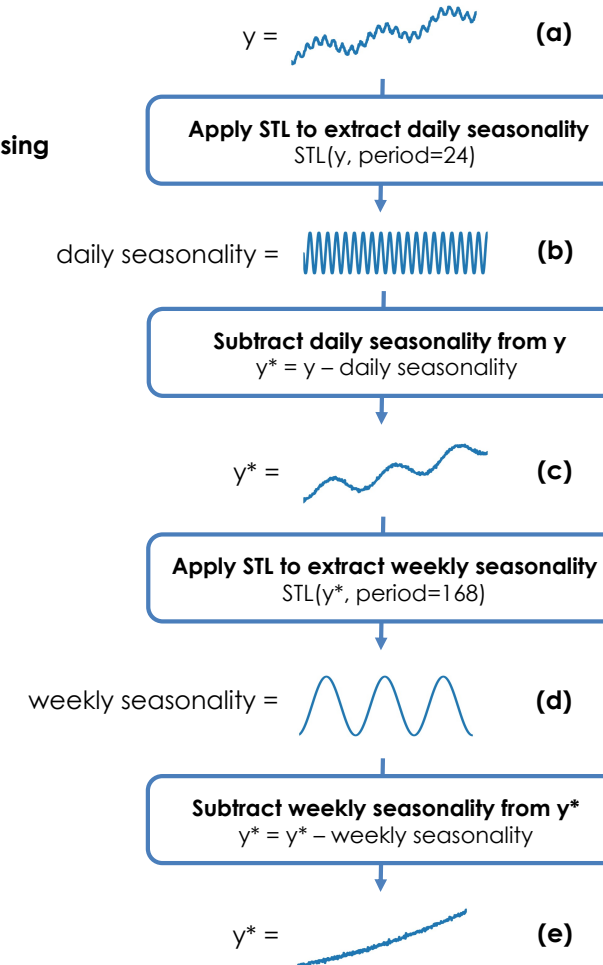 y =
(a)
Apply STL to extract daily seasonality
sing
STL(y, period=24)
daily seasonality =
(b)
Subtract daily seasonality from y
y* = y – daily seasonality
y* =
(c)
Apply STL to extract weekly seasonality
STL(y*, period=168)
weekly seasonality =
(d)
Subtract weekly seasonality from y*
y* = y* – weekly seasonality
y* =
(e)